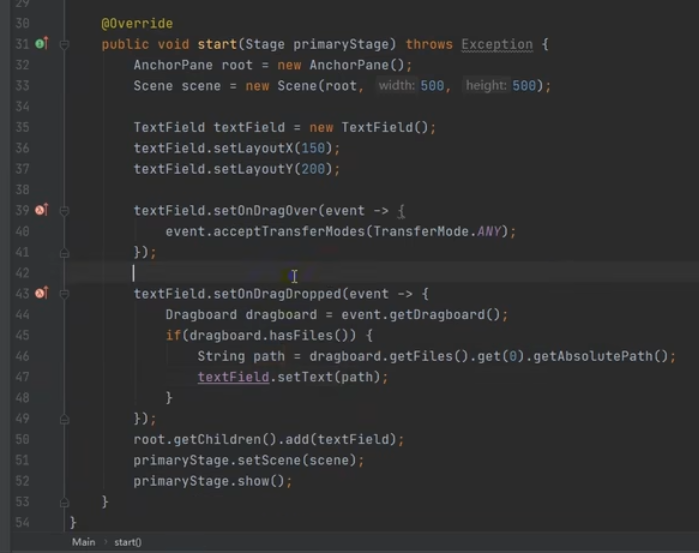 29
30 @Override
31 public void start(Stage primaryStage) throws Exception {
32 AnchorPane root = new AnchorPane();
33 Scene scene = new Scene(root, width: 500, height: 500);
34
35 TextField textField = new TextField();
36 textField.setLayoutX(150);
37 textField.setLayoutY(200);
38
39 textField.setOnDragOver(event -> {
40 event.acceptTransferModes(TransferMode.ANY);
41 });
42
43 textField.setOnDragDropped(event -> {
44 Dragboard dragboard = event.getDragboard();
45 if(dragboard.hasFiles()) {
46 String path = dragboard.getFiles().get(0).getAbsolutePath();
47 textField.setText(path);
48 }
49 });
50 root.getChildren().add(textField);
51 primaryStage.setScene(scene);
52 primaryStage.show();
53 }
54 }
Main › start()